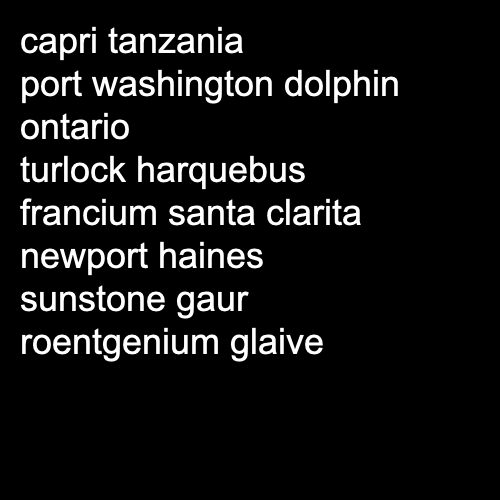 capri tanzania
port washington dolphin
ontario
turlock harquebus
francium santa clarita
newport haines
sunstone gaur
roentgenium glaive